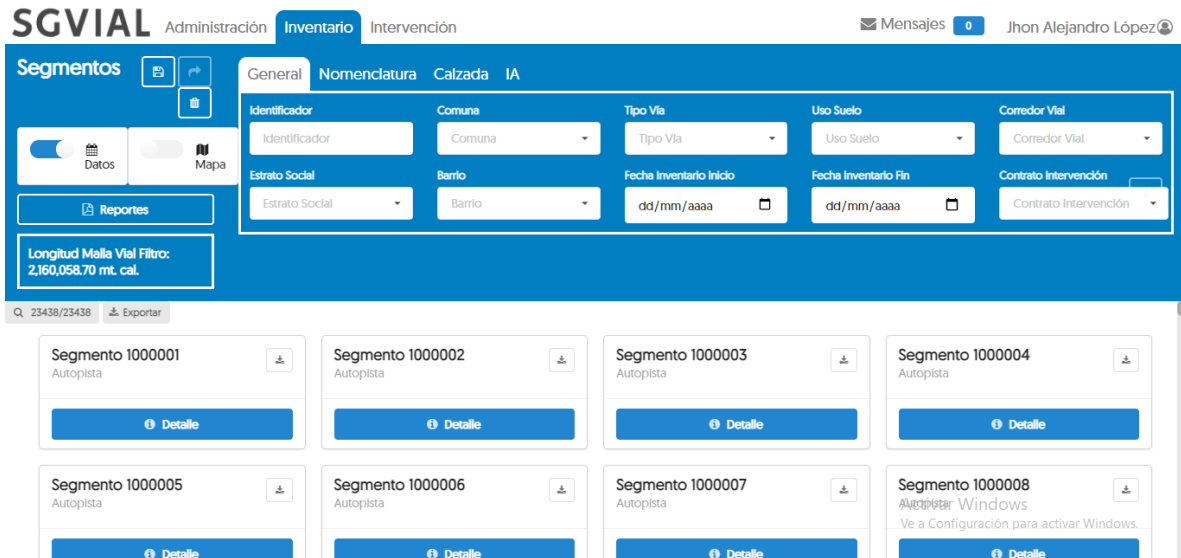 SGVIAL Administración Inventario Intervención Mensajes 0 Jhon Alejandro López
Segmentos
General Nomenclatura Calzada IA
Identificador Comuna Tipo Vía Uso Suelo Corredor Vial
Identificador Comuna Tipo Vía Uso Suelo Corredor Vial
Datos Mapa
Estrato Social Barrio Fecha Inventario Inicio Fecha Inventario Fin Contrato Intervención
Estrato Social Barrio dd/mm/aaaa dd/mm/aaaa Contrato Intervención
Reportes
Longitud Malla Vial Filtro:
2,160,058.70 mt. cal.
23438/23438 Exportar
Segmento 1000001 Segmento 1000002 Segmento 1000003 Segmento 1000004
Autopista Autopista Autopista Autopista
Detalle Detalle Detalle Detalle
Segmento 1000005 Segmento 1000006 Segmento 1000007 Segmento 1000008
Autopista Autopista Autopista Autopista
Activar Windows
Ve a Configuración para activar Windows.
Detalle Detalle Detalle Detalle